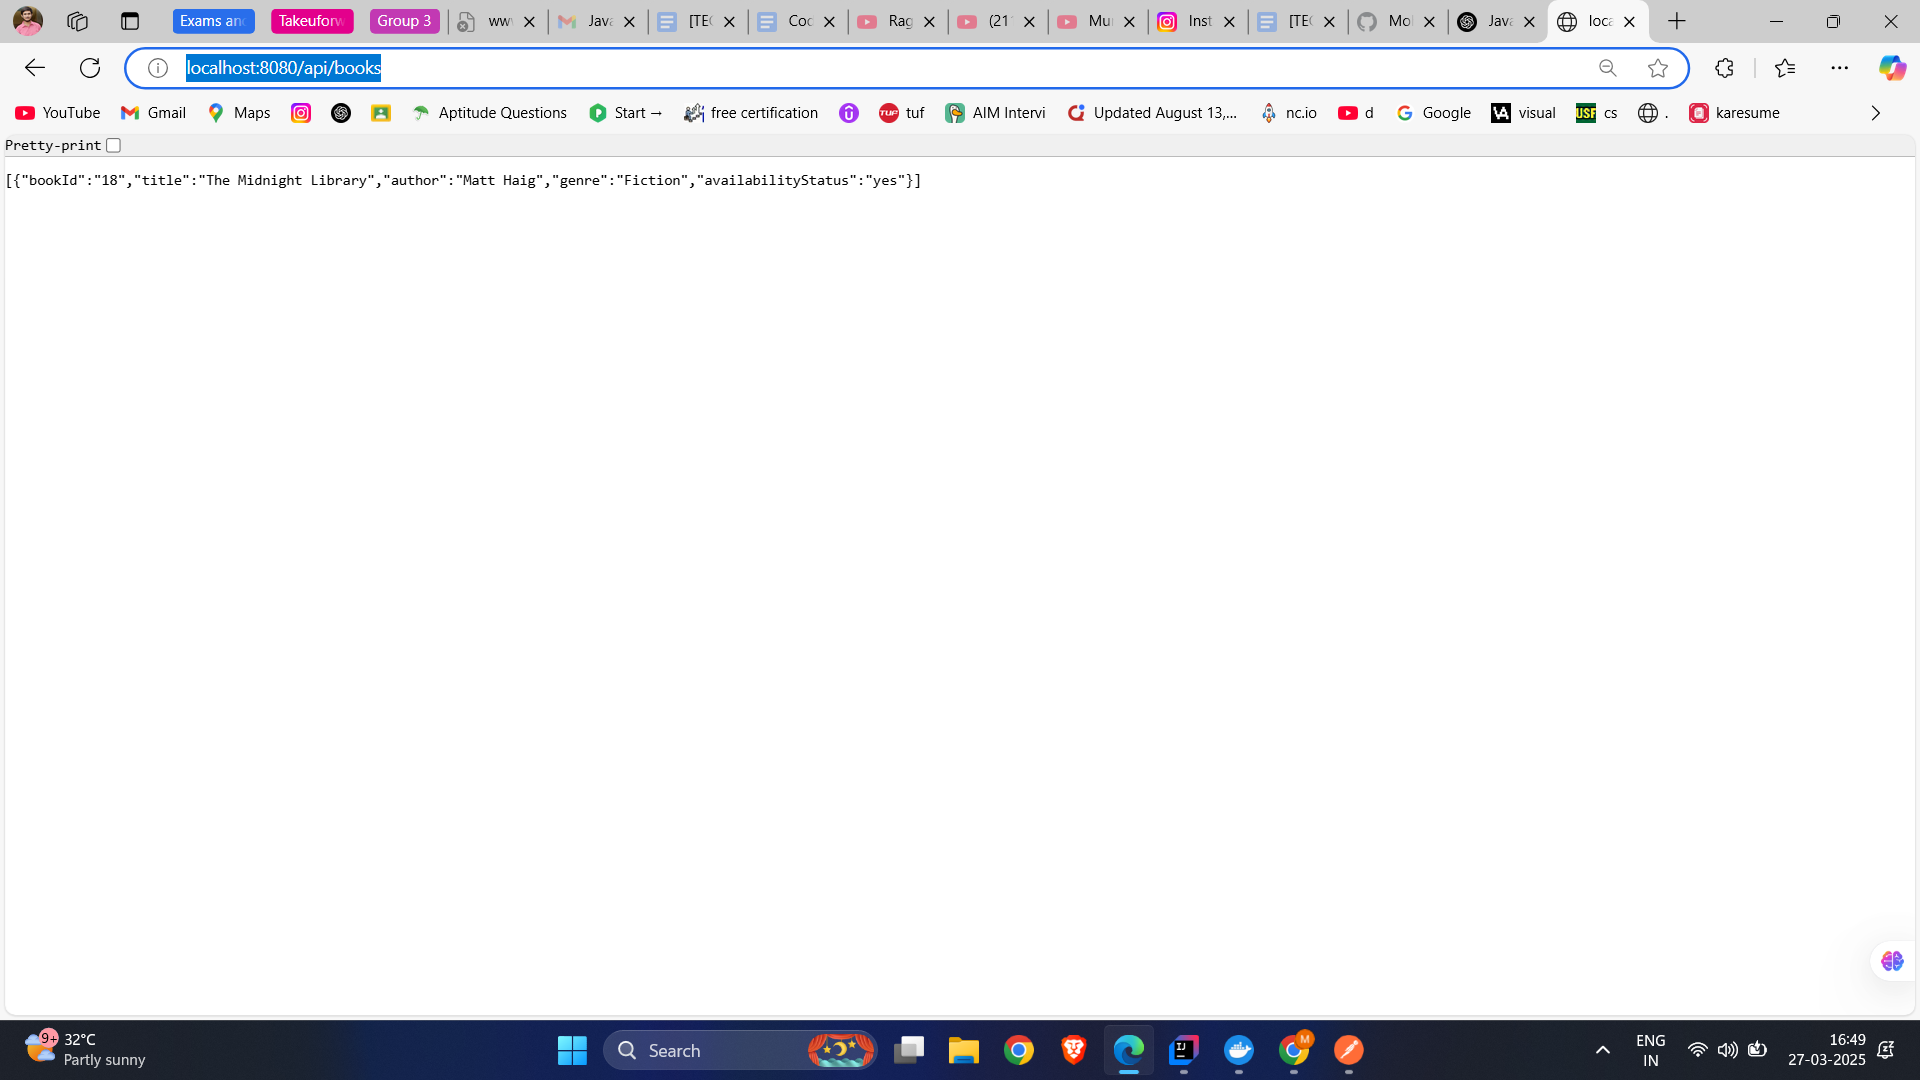 Exams an
Takeuforw
Group 3
ww
Java
[TEC
Coc
Rag
(21
Mu
Inst
[TEC
Mo
Java
loca
localhost:8080/api/books
YouTube
Gmail
Maps
Aptitude Questions
Start →
free certification
tuf
AIM Intervi
Updated August 13,...
nc.io
d
Google
visual
cs
.
karesume
Pretty-print
[{"bookId":"18","title":"The Midnight Library","author":"Matt Haig","genre":"Fiction","availabilityStatus":"yes"}]
9+
32°C
Partly sunny
Search
M
ENG
IN
16:49
27-03-2025